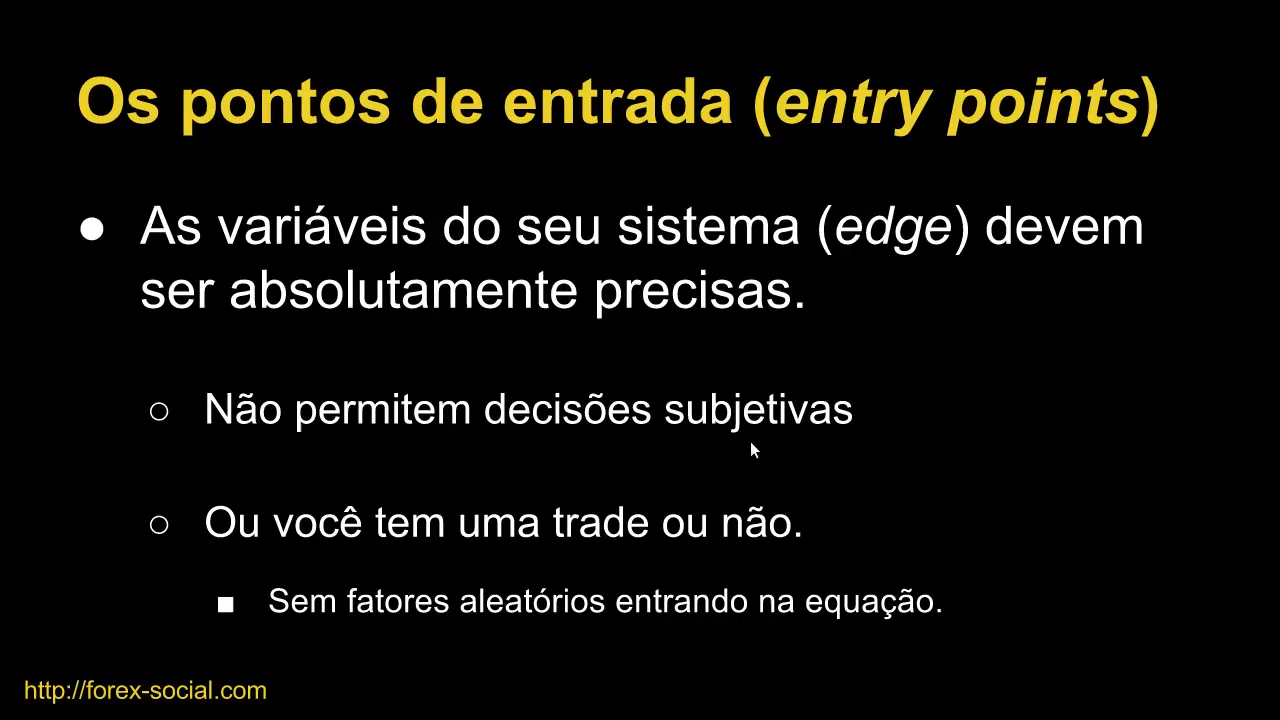 Os pontos de entrada (entry points)
● As variáveis do seu sistema (edge) devem
ser absolutamente precisas.
○ Não permitem decisões subjetivas
○ Ou você tem uma trade ou não.
■ Sem fatores aleatórios entrando na equação.
http://forex-social.com